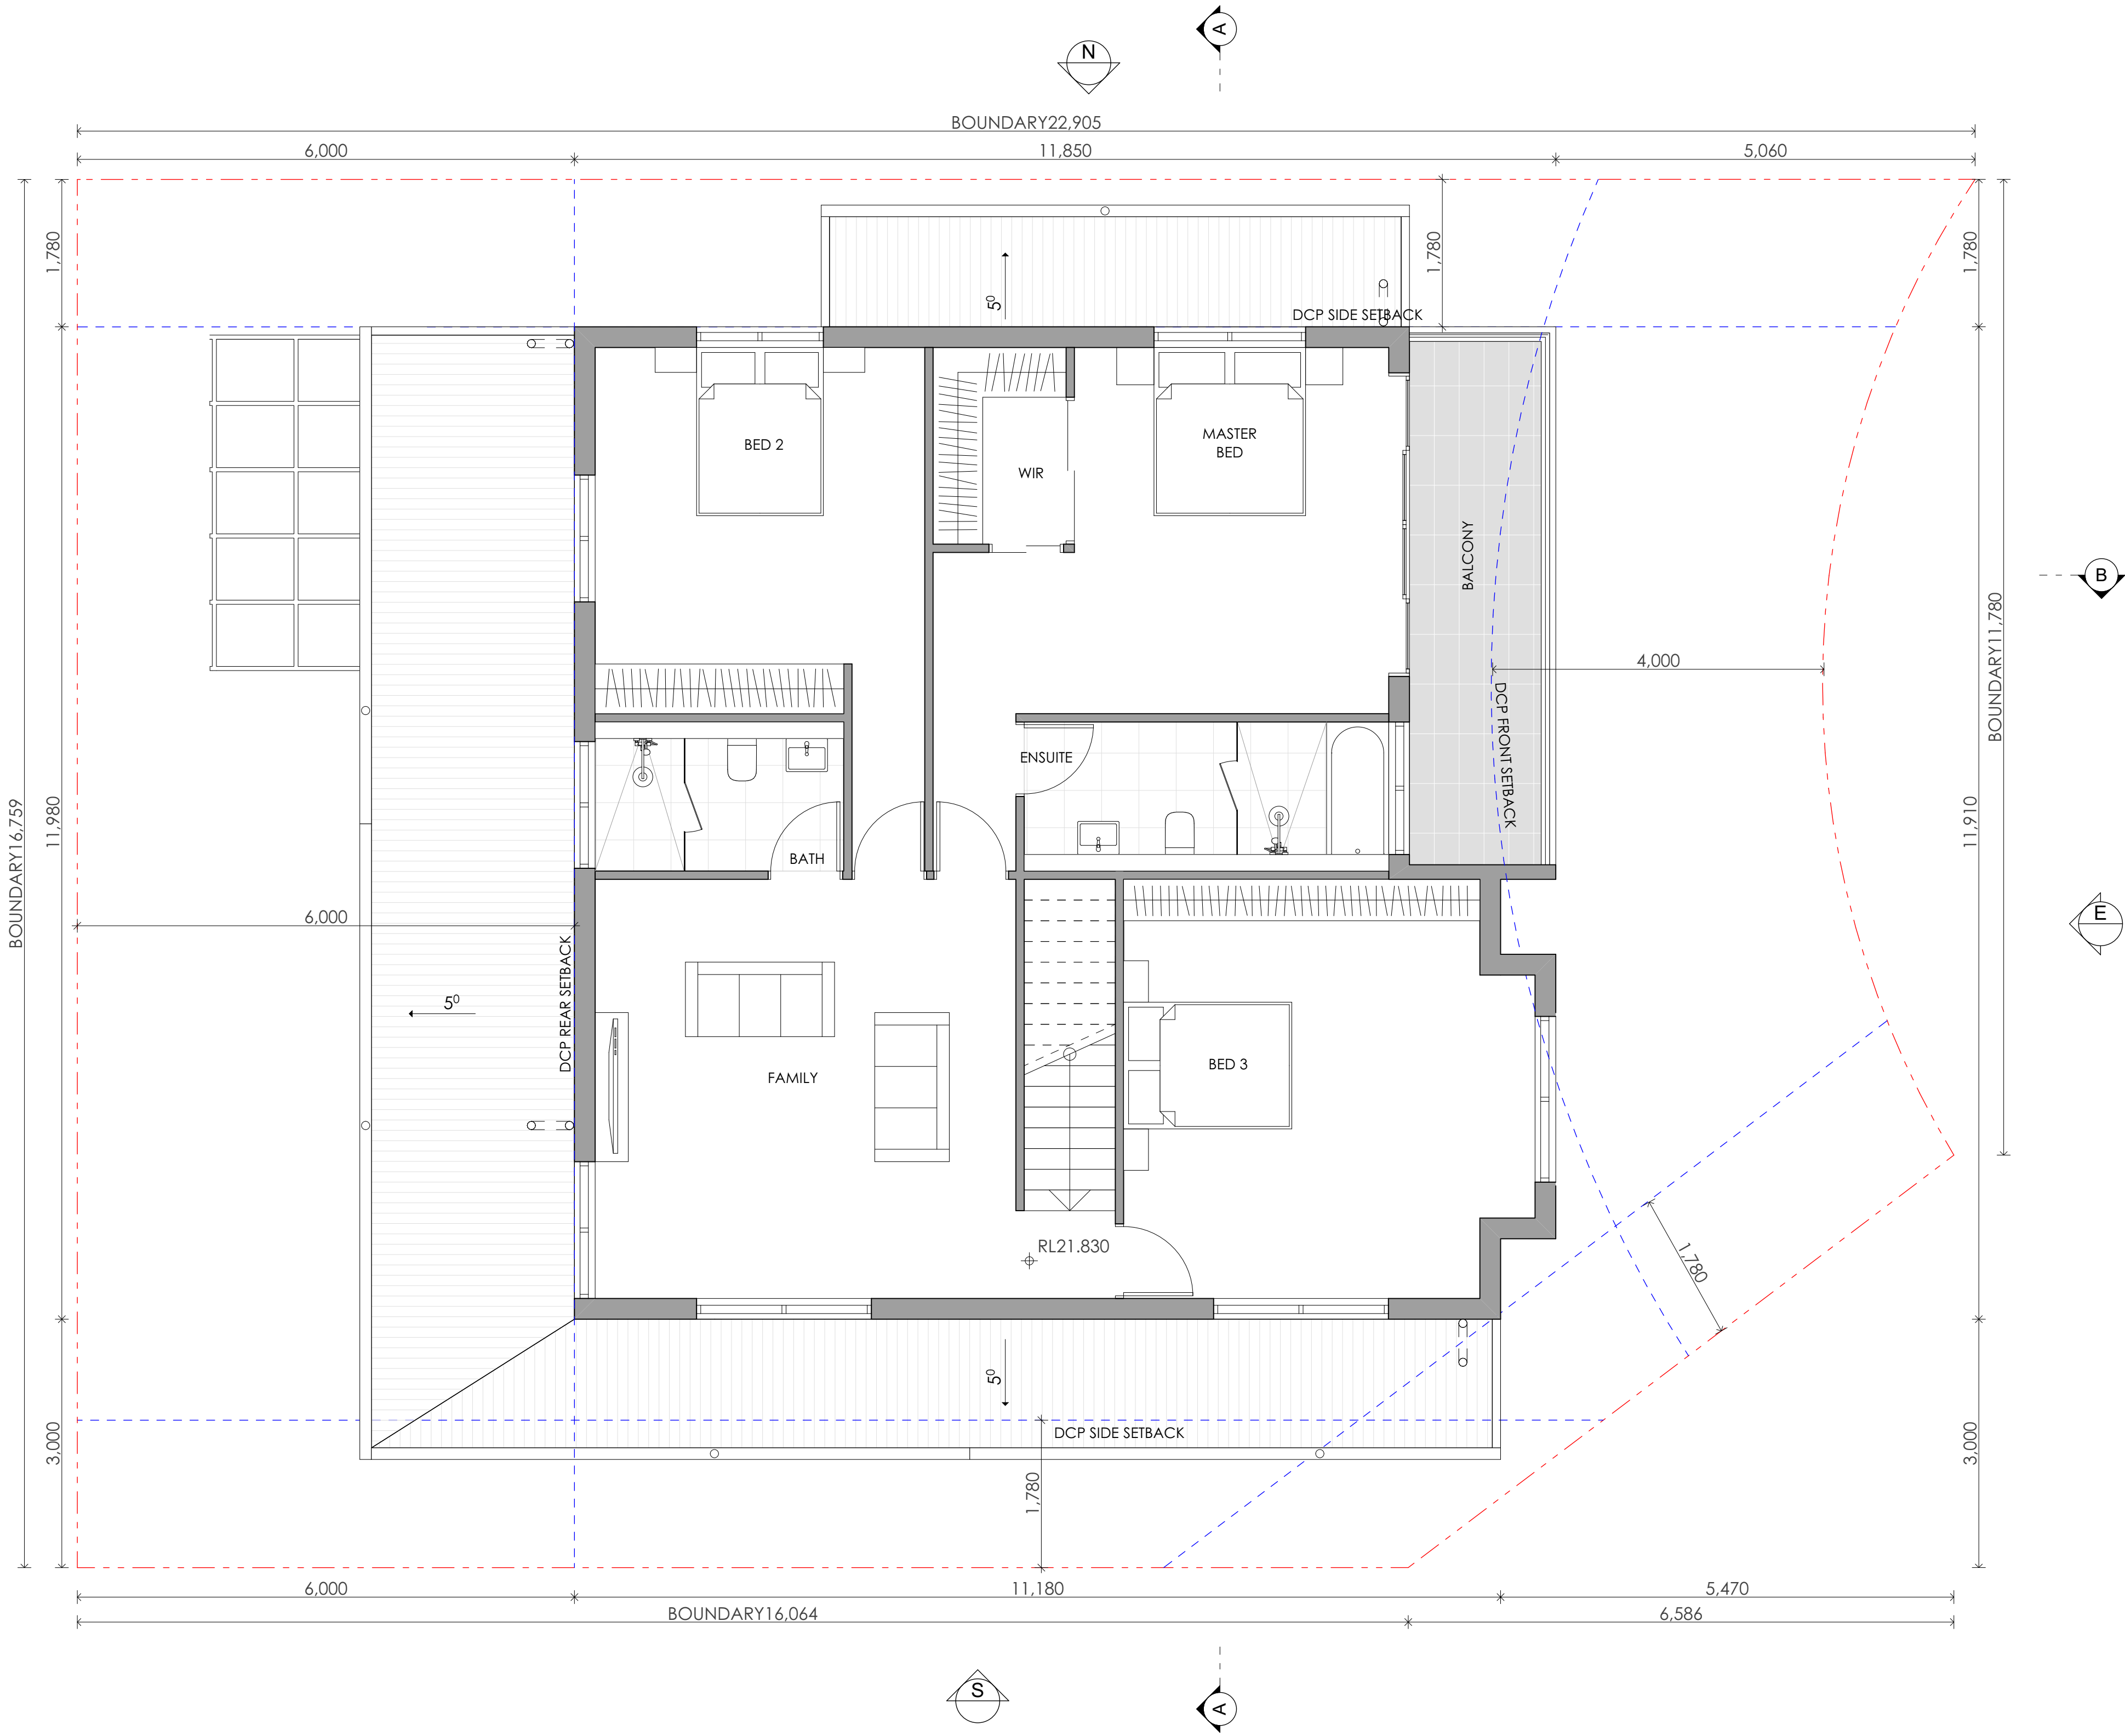 A
N
BOUNDARY22,905
6,000
11,850
5,060
1,780
1,780
1,780
5⁰
DCP SIDE SETBACK
BED 2
MASTER
BED
WIR
BALCONY
B
4,000
BOUNDARY11,780
DCP FRONT SETBACK
ENSUITE
BATH
BOUNDARY16,759
11,980
11,910
6,000
E
DCP REAR SETBACK
5⁰
FAMILY
BED 3
RL21.830
1,780
5⁰
DCP SIDE SETBACK
3,000
3,000
1,780
6,000
11,180
5,470
BOUNDARY16,064
6,586
S
A